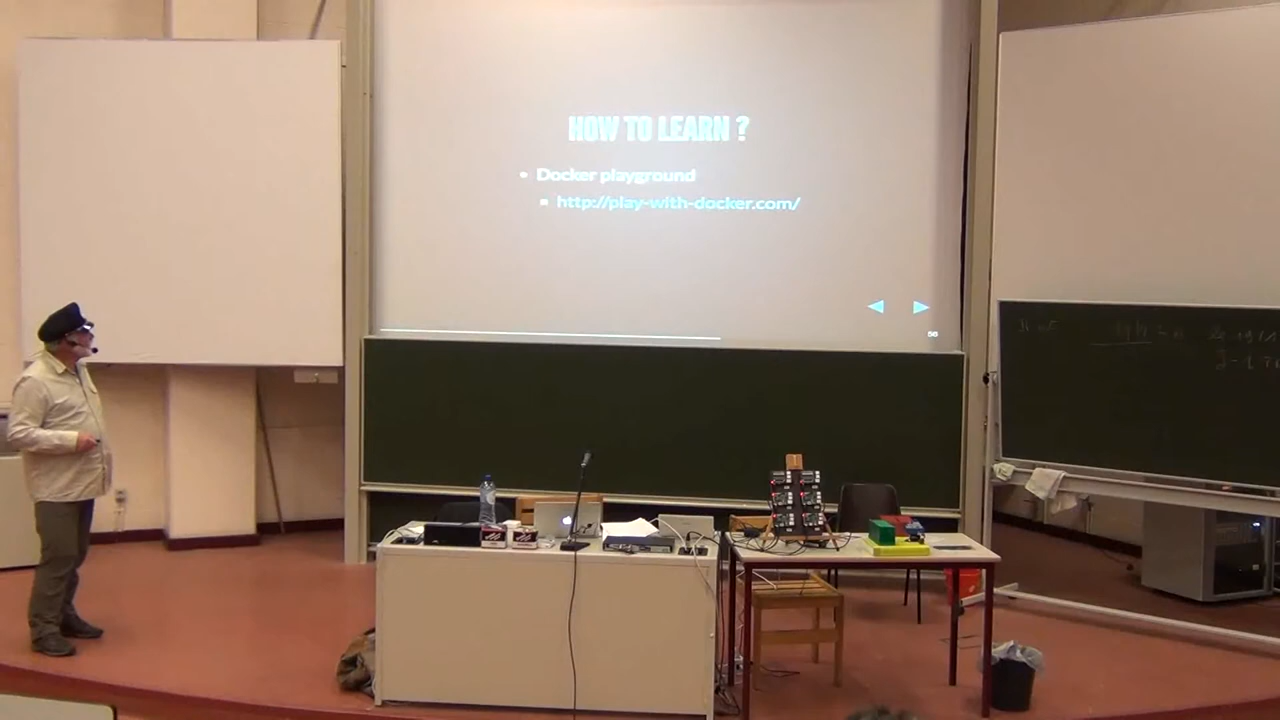 HOW TO LEARN ?
• Docker playground
▪ http://play-with-docker.com/